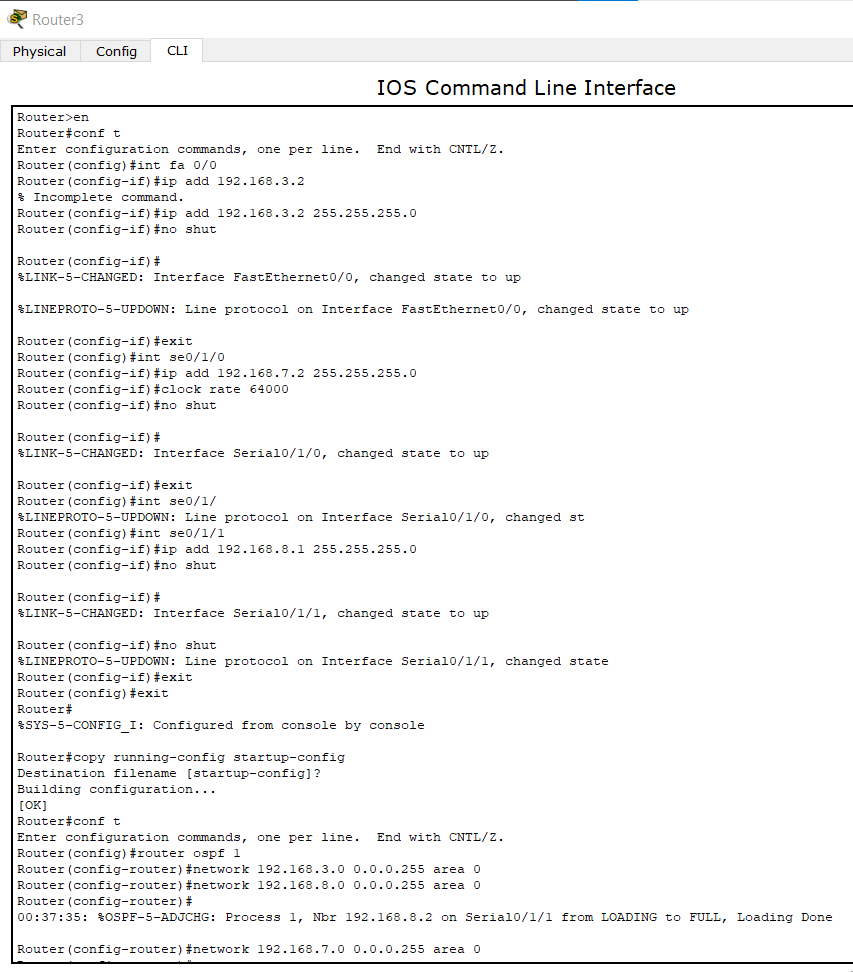 Router3
Physical Config CLI
IOS Command Line Interface
Router>en
Router#conf t
Enter configuration commands, one per line.  End with CNTL/Z.
Router(config)#int fa 0/0
Router(config-if)#ip add 192.168.3.2
% Incomplete command.
Router(config-if)#ip add 192.168.3.2 255.255.255.0
Router(config-if)#no shut
Router(config-if)#
%LINK-5-CHANGED: Interface FastEthernet0/0, changed state to up
%LINEPROTO-5-UPDOWN: Line protocol on Interface FastEthernet0/0, changed state to up
Router(config-if)#exit
Router(config)#int se0/1/0
Router(config-if)#ip add 192.168.7.2 255.255.255.0
Router(config-if)#clock rate 64000
Router(config-if)#no shut
Router(config-if)#
%LINK-5-CHANGED: Interface Serial0/1/0, changed state to up
Router(config-if)#exit
Router(config)#int se0/1/
%LINEPROTO-5-UPDOWN: Line protocol on Interface Serial0/1/0, changed st
Router(config)#int se0/1/1
Router(config-if)#ip add 192.168.8.1 255.255.255.0
Router(config-if)#no shut
Router(config-if)#
%LINK-5-CHANGED: Interface Serial0/1/1, changed state to up
Router(config-if)#no shut
%LINEPROTO-5-UPDOWN: Line protocol on Interface Serial0/1/1, changed state
Router(config-if)#exit
Router(config)#exit
Router#
%SYS-5-CONFIG_I: Configured from console by console
Router#copy running-config startup-config
Destination filename [startup-config]?
Building configuration...
[OK]
Router#conf t
Enter configuration commands, one per line.  End with CNTL/Z.
Router(config)#router ospf 1
Router(config-router)#network 192.168.3.0 0.0.0.255 area 0
Router(config-router)#network 192.168.8.0 0.0.0.255 area 0
Router(config-router)#
00:37:35: %OSPF-5-ADJCHG: Process 1, Nbr 192.168.8.2 on Serial0/1/1 from LOADING to FULL, Loading Done
Router(config-router)#network 192.168.7.0 0.0.0.255 area 0